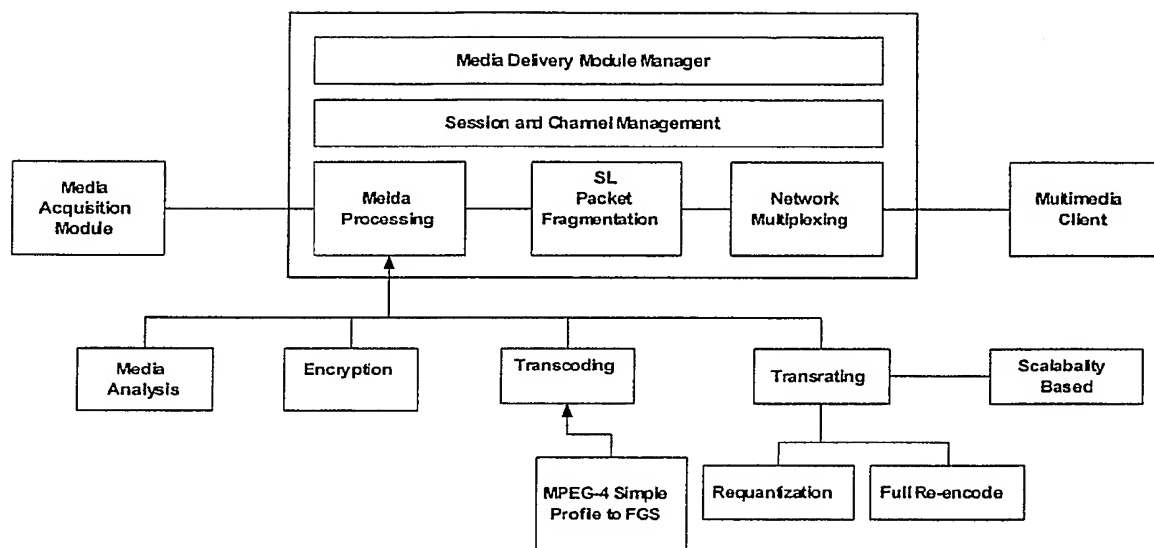 Media Delivery Module Manager
Session and Channel Management
Media
Acquisition
Module
Meida
Processing
SL
Packet
Fragmentation
Network
Multiplexing
Multimedia
Client
Media
Analysis
Encryption
Transcoding
Transrating
Scalabality
Based
MPEG-4 Simple
Profile to FGS
Requantization
Full Re-encode